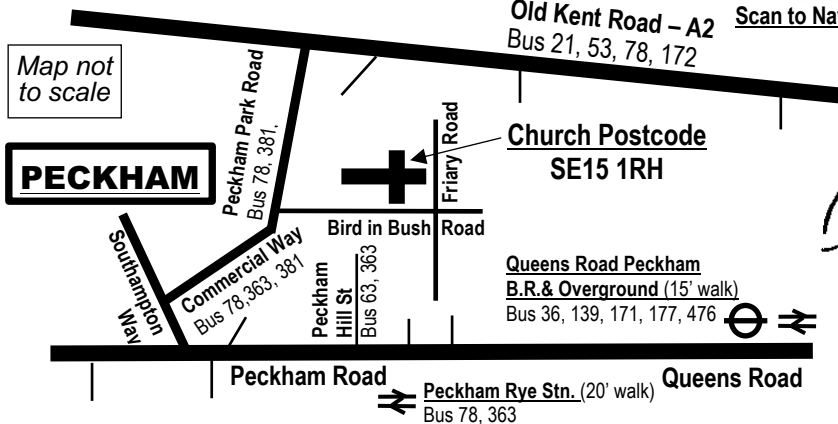 Old Kent Road – A2
Bus 21, 53, 78, 172
Scan to
Map not
to scale
PECKHAM
Peckham Park Road
Bus 78, 381,
Friary Road
Church Postcode
SE15 1RH
Bird in Bush Road
Southampton
Way
Commercial Way
Bus 78,363, 381
Peckham
Hill St
Bus 63, 363
Queens Road Peckham
B.R.& Overground (15' walk)
Bus 36, 139, 171, 177, 476
Peckham Road
Queens Road
Peckham Rye Stn. (20' walk)
Bus 78, 363